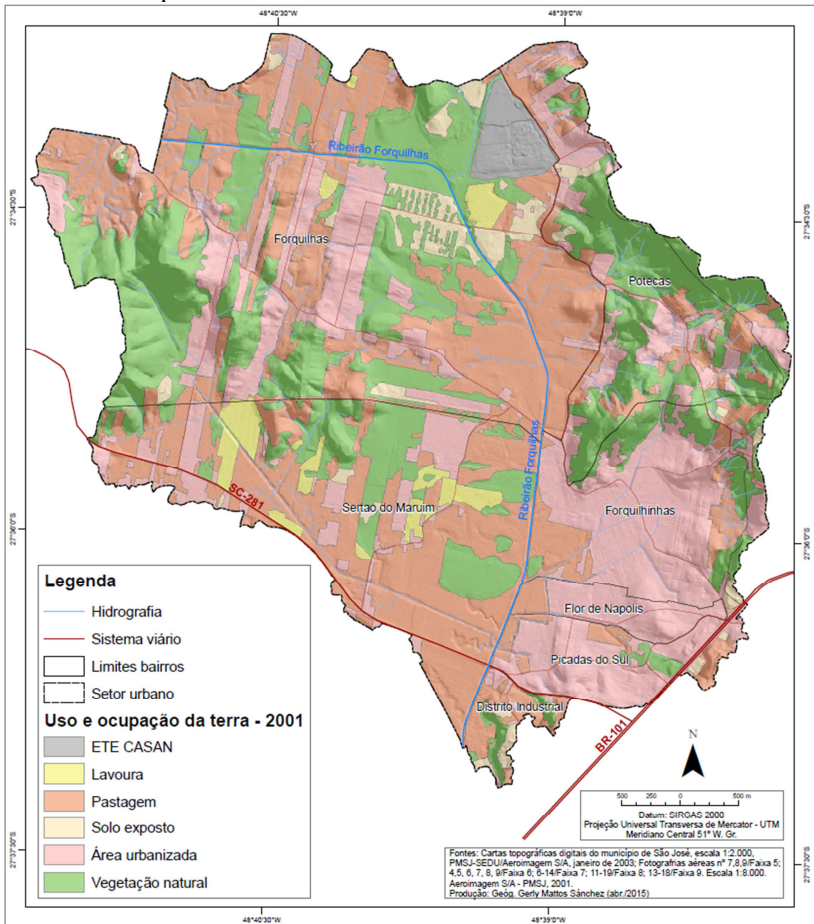 48°40'30"W
48°39'0"W
27°34'30"S
27°34'30"S
Ribeirão Forquilhas
Forquilhas
Potecas
Ribeirão Forquilhas
SC-281
Sertao do Maruim
Forquilhinhas
27°36'0"S
27°36'0"S
Flor de Napolis
Picadas do Sul
Distrito Industrial
BR-101
Legenda
Hidrografia
Sistema viário
Limites bairros
Setor urbano
Uso e ocupação da terra - 2001
ETE CASAN
Lavoura
Pastagem
Solo exposto
Área urbanizada
Vegetação natural
N
500 250 0 500 m
Datum: SIRGAS 2000
Projeção Universal Transversa de Mercator - UTM
Meridiano Central 51° W. Gr.
Fontes: Cartas topográficas digitais do município de São José, escala 1:2.000,
PMSJ-SEDU/Aeroimagem S/A, janeiro de 2003; Fotografrias aéreas n° 7,8,9/Faixa 5;
4,5, 6, 7, 8, 9/Faixa 6; 6-14/Faixa 7; 11-19/Faixa 8; 13-18/Faixa 9. Escala 1:8.000.
Aeroimagem S/A - PMSJ, 2001.
Produção: Geóg. Gerly Mattos Sánchez (abr./2015)
27°37'30"S
27°37'30"S
48°40'30"W
48°39'0"W